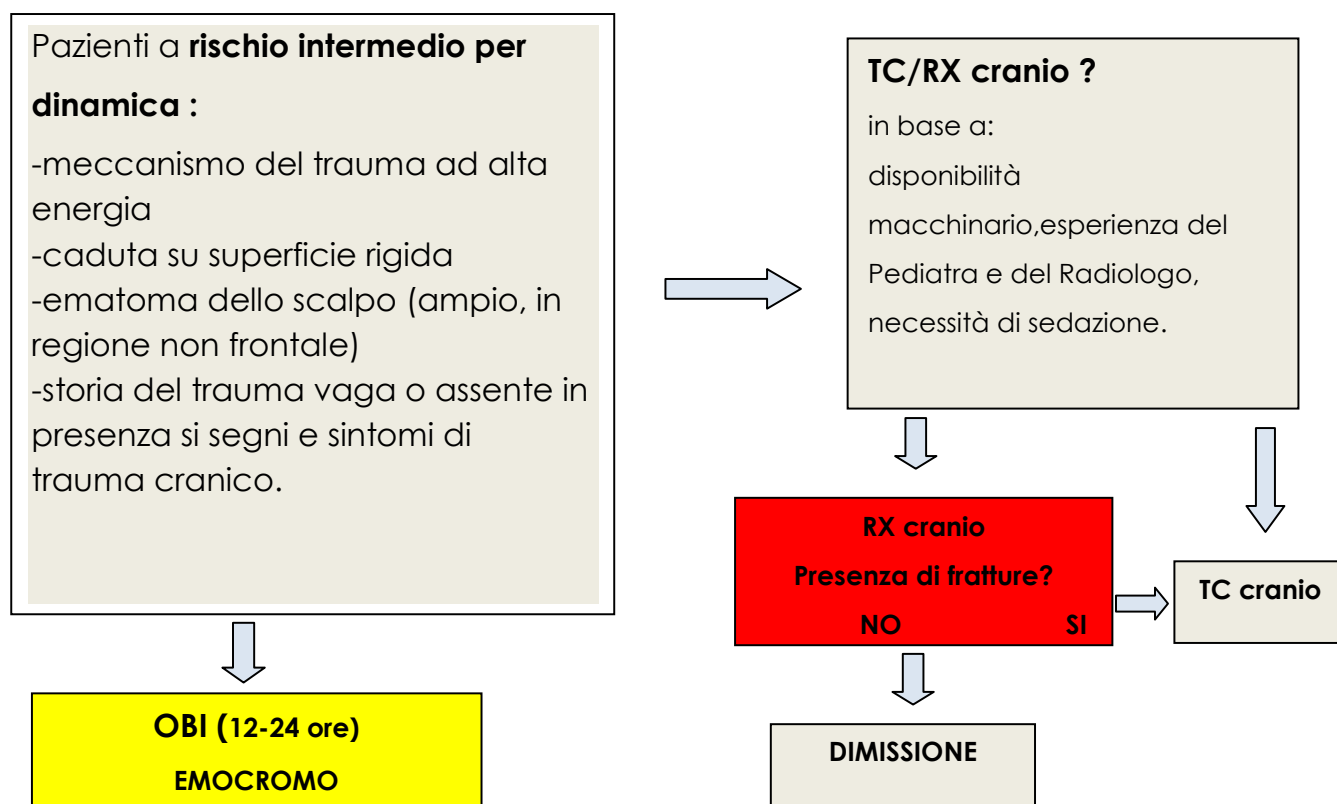 Pazienti a rischio intermedio per
dinamica :
-meccanismo del trauma ad alta
energia
-caduta su superficie rigida
-ematoma dello scalpo (ampio, in
regione non frontale)
-storia del trauma vaga o assente in
presenza si segni e sintomi di
trauma cranico.
TC/RX cranio ?
in base a:
disponibilità
macchinario,esperienza del
Pediatra e del Radiologo,
necessità di sedazione.
RX cranio
Presenza di fratture?
NO SI
TC cranio
OBI (12-24 ore)
EMOCROMO
DIMISSIONE